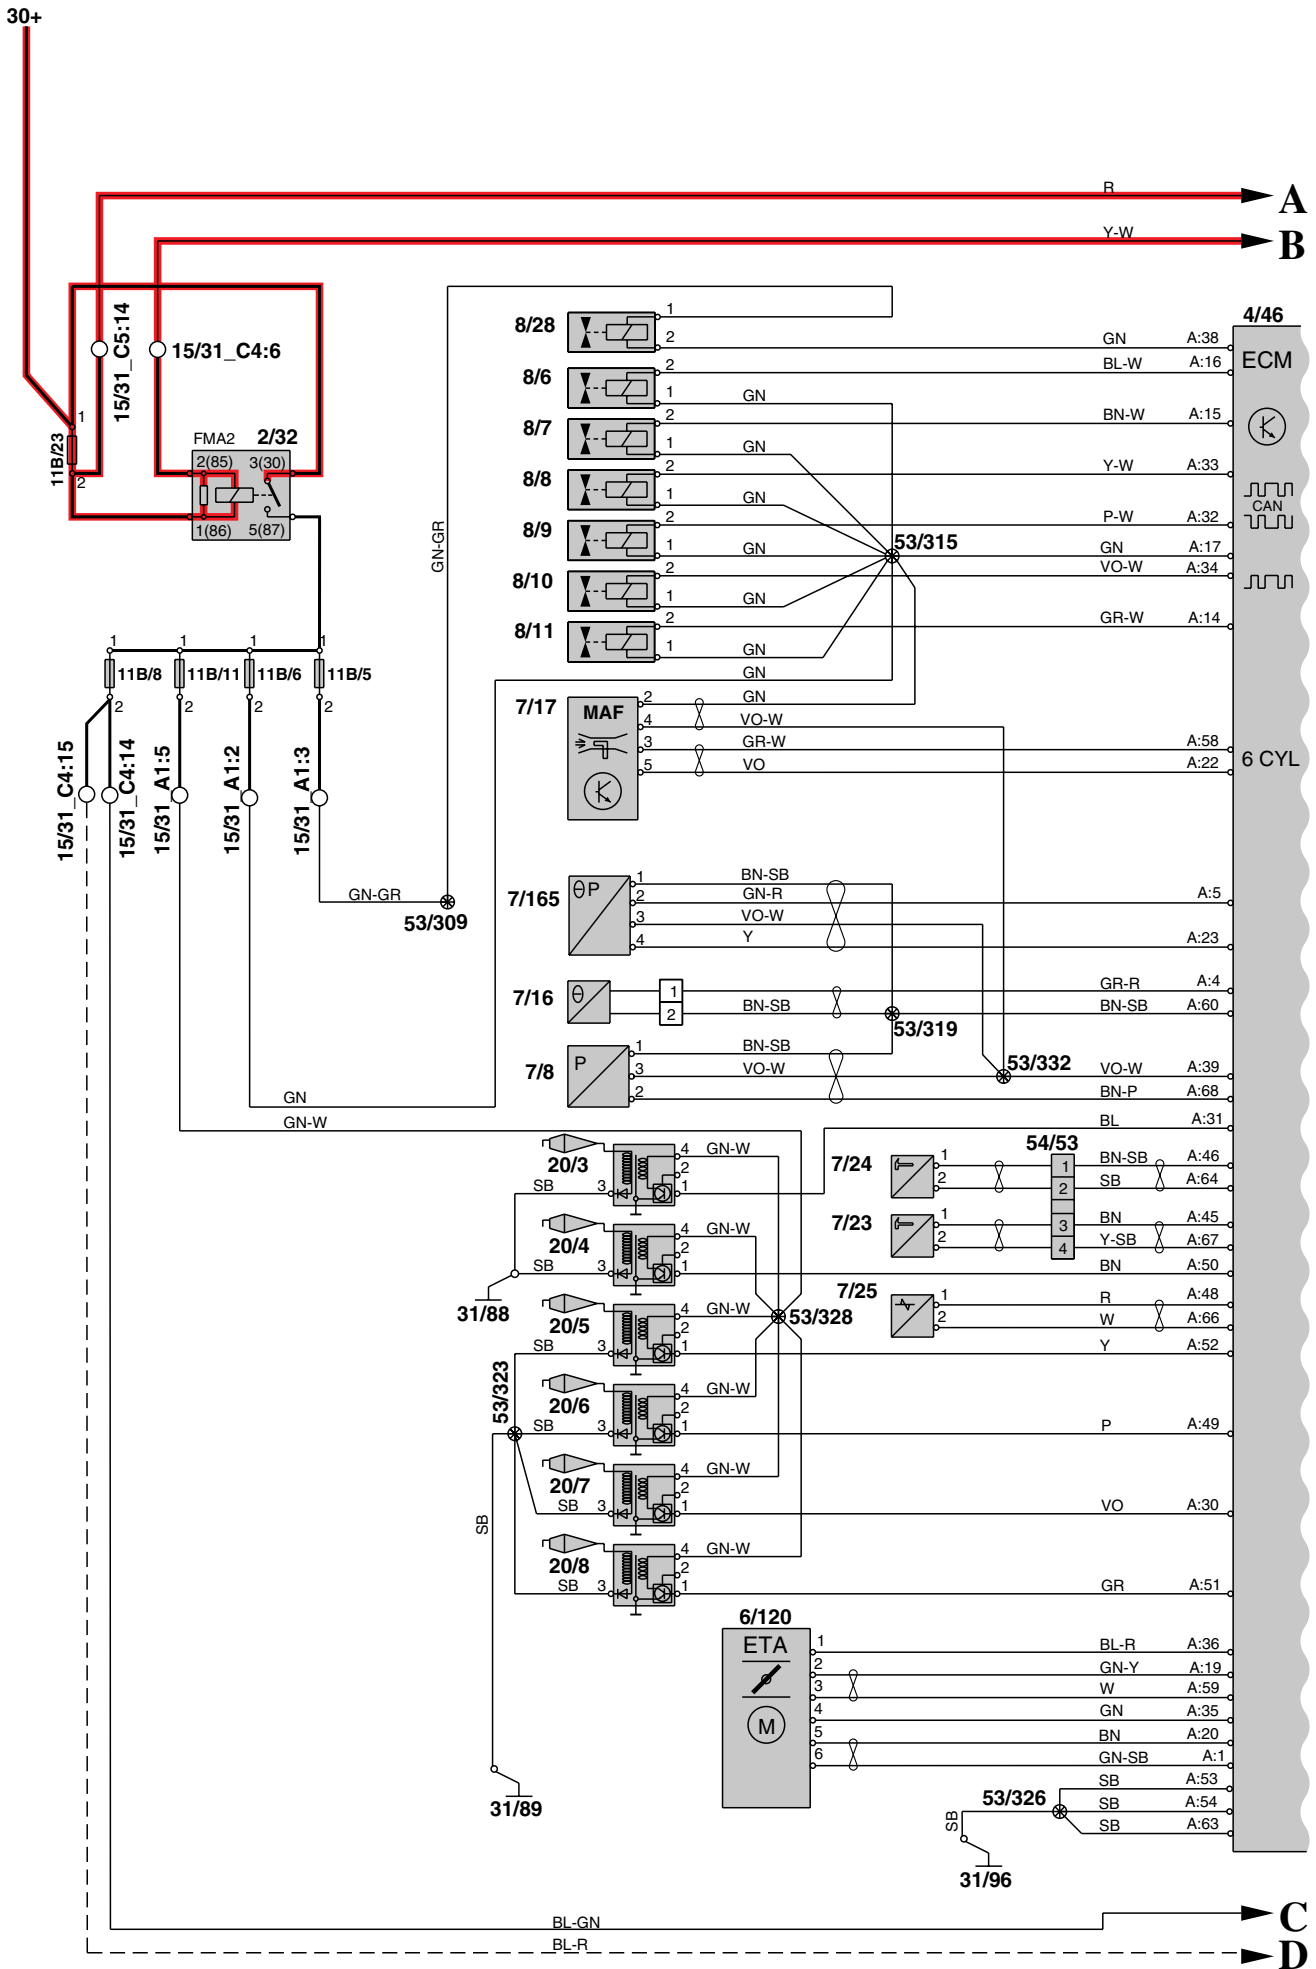 30+
R
A
Y-W
B
15/31_C5:14
15/31_C4:6
1
11B/23
2
FMA2
2/32
2(85)
3(30)
1(86)
5(87)
GN-GR
8/28
1
2
GN
A:38
4/46
ECM
8/6
2
BL-W
A:16
1
GN
8/7
2
BN-W
A:15
1
GN
8/8
2
Y-W
A:33
1
GN
CAN
8/9
2
P-W
A:32
1
GN
53/315
GN
A:17
8/10
2
VO-W
A:34
1
GN
8/11
2
GR-W
A:14
1
GN
GN
1
1
1
1
11B/8
11B/11
11B/6
11B/5
2
2
2
2
15/31_C4:15
15/31_C4:14
15/31_A1:5
15/31_A1:2
15/31_A1:3
7/17
MAF
2
GN
4
VO-W
3
GR-W
A:58
5
VO
A:22
6 CYL
GN-GR
53/309
7/165
ΘP
1
BN-SB
2
GN-R
A:5
3
VO-W
4
Y
A:23
7/16
Θ
1
GR-R
A:4
2
BN-SB
BN-SB
A:60
53/319
7/8
P
1
BN-SB
3
VO-W
53/332
VO-W
A:39
2
BN-P
A:68
GN
GN-W
BL
A:31
20/3
4
GN-W
2
SB
3
1
7/24
1
2
54/53
1
BN-SB
A:46
2
SB
A:64
7/23
1
2
3
BN
A:45
4
Y-SB
A:67
20/4
4
GN-W
2
SB
3
1
BN
A:50
31/88
7/25
1
R
A:48
2
W
A:66
20/5
4
GN-W
53/328
2
SB
3
1
Y
A:52
53/323
20/6
4
GN-W
2
SB
3
1
P
A:49
20/7
4
GN-W
2
SB
3
1
VO
A:30
SB
20/8
4
GN-W
2
SB
3
1
GR
A:51
6/120
ETA
M
1
BL-R
A:36
2
GN-Y
A:19
3
W
A:59
4
GN
A:35
5
BN
A:20
6
GN-SB
A:1
31/89
53/326
SB
A:53
SB
A:54
SB
A:63
SB
31/96
BL-GN
C
BL-R
D